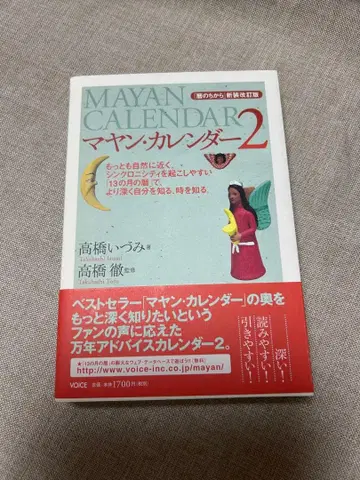 「暦のちから」新装改訂版
MAYAN
CALENDAR
マヤン・カレンダー2
もっとも自然に近く、
シンクロニシティを起こしやすい
「13の月の暦」で、
より深く自分を知る、時を知る。
高橋いづみ 著
Takahashi Izumi
高橋 徹 監修
Takahashi Toru
ベストセラー「マヤン・カレンダー」の奥を
もっと深く知りたいという
ファンの声に応えた
万年アドバイスカレンダー2。
深い!
読みやすい!
引きやすい!
http://www.voice-inc.co.jp/mayan/
VOICE 定価:本体1700円(税別)